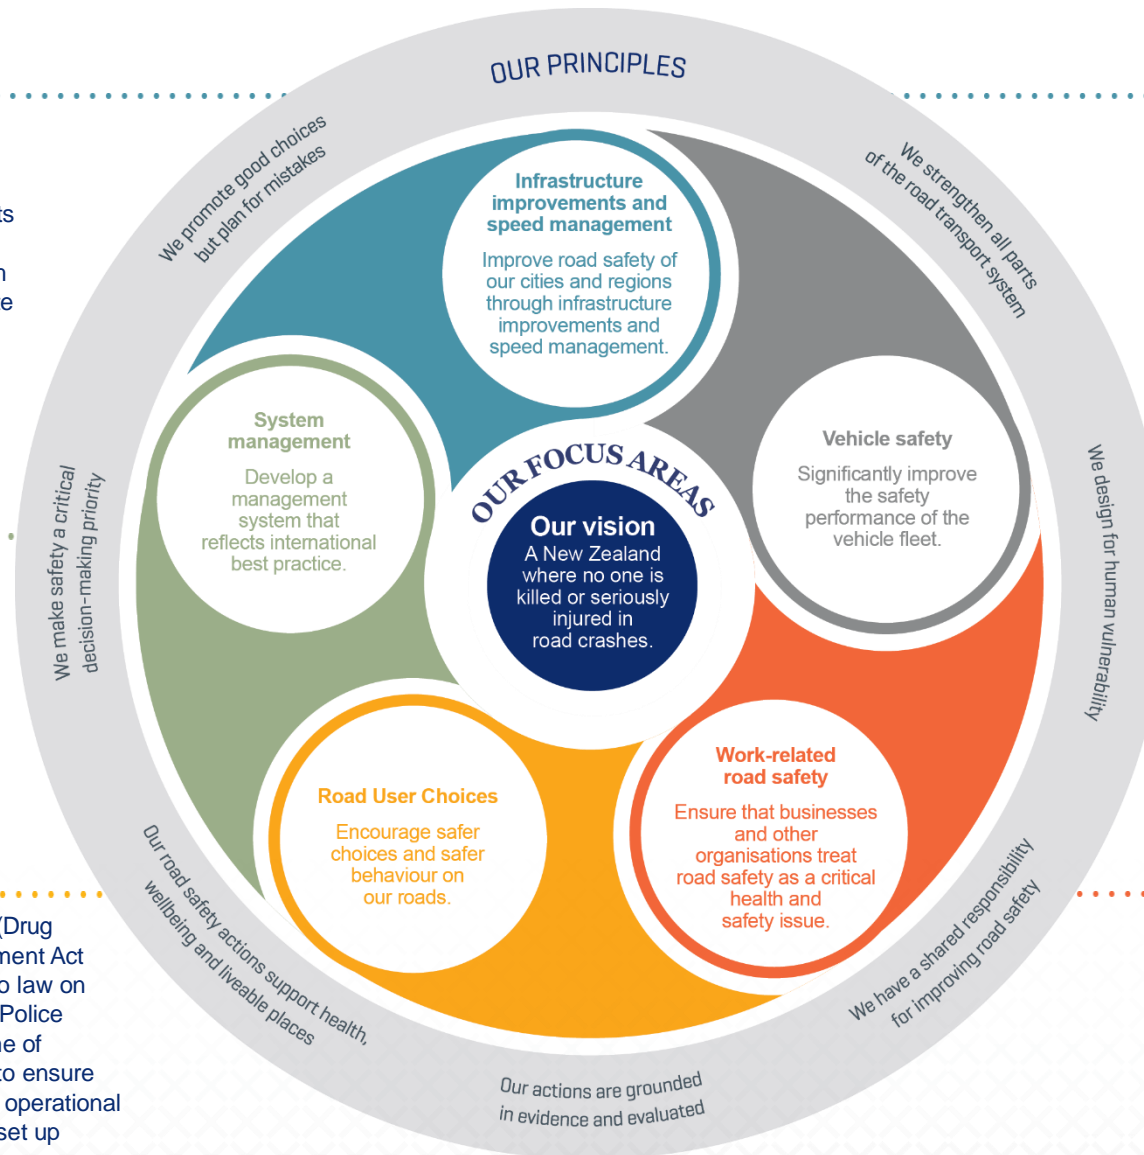 OUR PRINCIPLES
We promote good choices
but plan for mistakes
We strengthen all parts
of the road transport system
We design for human vulnerability
We have a shared responsibility
for improving road safety
Our actions are grounded
in evidence and evaluated
Our road safety actions support health,
wellbeing and liveable places
We make safety a critical
decision-making priority
Infrastructure
improvements and
speed management
Improve road safety of
our cities and regions
through infrastructure
improvements and
speed management.
Vehicle safety
Significantly improve
the safety
performance of the
vehicle fleet.
Work-related
road safety
Ensure that businesses
and other
organisations treat
road safety as a critical
health and
safety issue.
Road User Choices
Encourage safer
choices and safer
behaviour on
our roads.
System
management
Develop a
management
system that
reflects international
best practice.
OUR FOCUS AREAS
Our vision
A New Zealand
where no one is
killed or seriously
injured in
road crashes.
(Drug
ment Act
law on
Police
of
to ensure
operational
set up